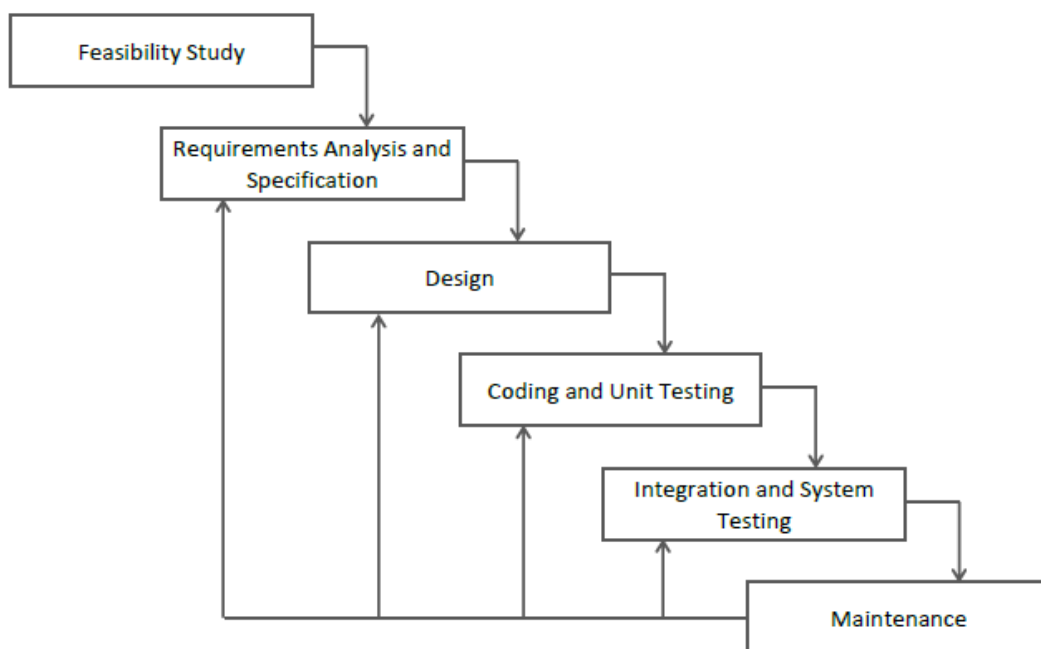 Feasibility Study
Requirements Analysis and
Specification
Design
Coding and Unit Testing
Integration and System
Testing
Maintenance